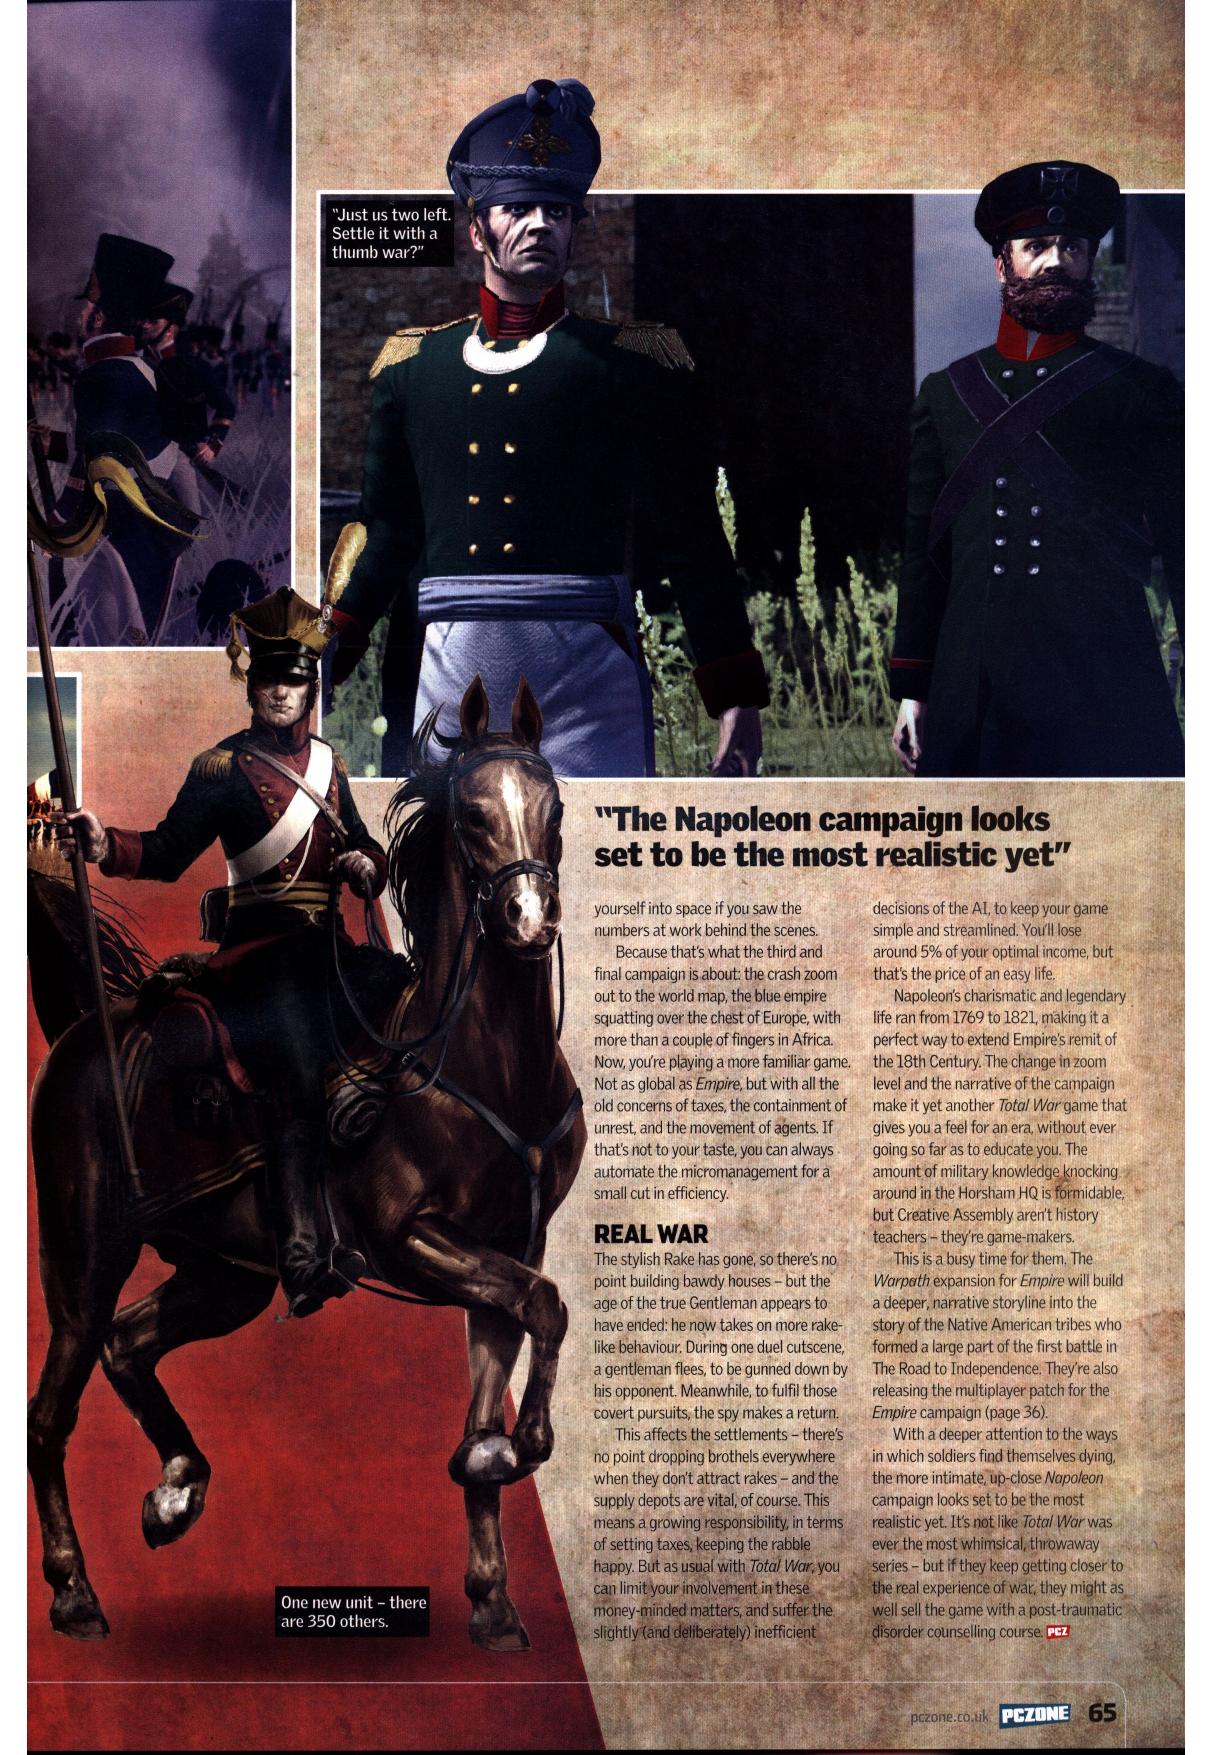 "Just us two left.
Settle it with a
thumb war?"
"The Napoleon campaign looks
set to be the most realistic yet"
yourself into space if you saw the
numbers at work behind the scenes.
Because that's what the third and
final campaign is about: the crash zoom
out to the world map, the blue empire
squatting over the chest of Europe, with
more than a couple of fingers in Africa.
Now, you're playing a more familiar game.
Not as global as Empire, but with all the
old concerns of taxes, the containment of
unrest, and the movement of agents. If
that's not to your taste, you can always
automate the micromanagement for a
small cut in efficiency.
REAL WAR
The stylish Rake has gone, so there's no
point building bawdy houses – but the
age of the true Gentleman appears to
have ended: he now takes on more rake-
like behaviour. During one duel cutscene,
a gentleman flees, to be gunned down by
his opponent. Meanwhile, to fulfil those
covert pursuits, the spy makes a return.
This affects the settlements – there's
no point dropping brothels everywhere
when they don't attract rakes – and the
supply depots are vital, of course. This
means a growing responsibility, in terms
of setting taxes, keeping the rabble
happy. But as usual with Total War, you
can limit your involvement in these
money-minded matters, and suffer the
slightly (and deliberately) inefficient
decisions of the AI, to keep your game
simple and streamlined. You'll lose
around 5% of your optimal income, but
that's the price of an easy life.
Napoleon's charismatic and legendary
life ran from 1769 to 1821, making it a
perfect way to extend Empire's remit of
the 18th Century. The change in zoom
level and the narrative of the campaign
make it yet another Total War game that
gives you a feel for an era, without ever
going so far as to educate you. The
amount of military knowledge knocking
around in the Horsham HQ is formidable,
but Creative Assembly aren't history
teachers – they're game-makers.
This is a busy time for them. The
Warpath expansion for Empire will build
a deeper, narrative storyline into the
story of the Native American tribes who
formed a large part of the first battle in
The Road to Independence. They're also
releasing the multiplayer patch for the
Empire campaign (page 36).
With a deeper attention to the ways
in which soldiers find themselves dying,
the more intimate, up-close Napoleon
campaign looks set to be the most
realistic yet. It's not like Total War was
ever the most whimsical, throwaway
series – but if they keep getting closer to
the real experience of war, they might as
well sell the game with a post-traumatic
disorder counselling course. PCZ
One new unit – there
are 350 others.
pczone.co.uk PCZONE 65